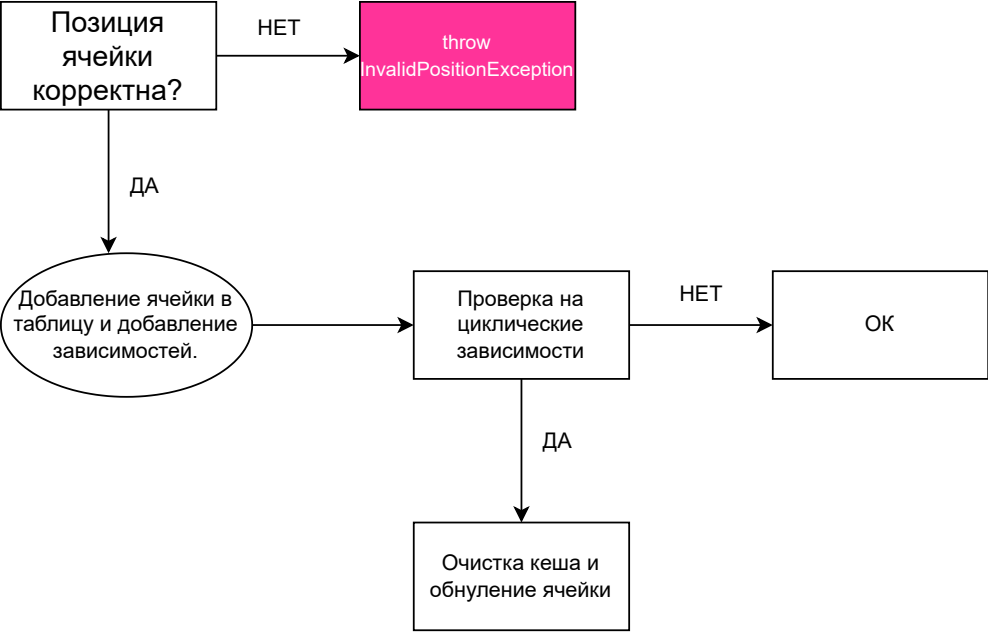 Позиция
ячейки
корректна?
НЕТ
throw
InvalidPositionException
ДА
Добавление ячейки в
таблицу и добавление
зависимостей.
Проверка на
циклические
зависимости
НЕТ
ОК
ДА
Очистка кеша и
обнуление ячейки